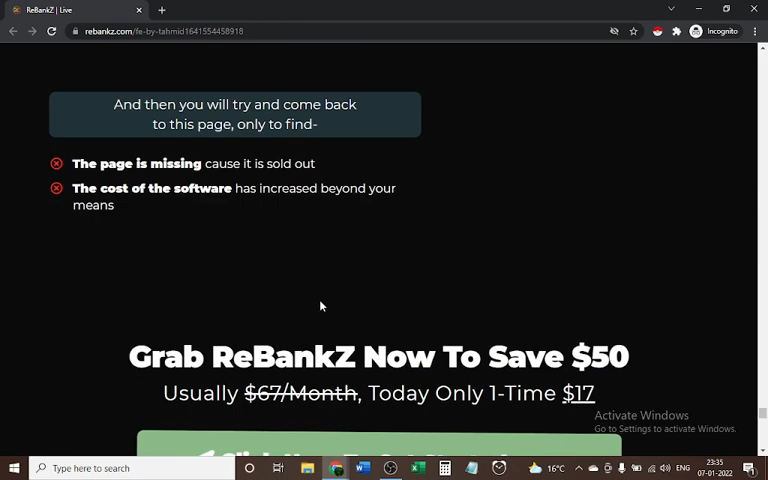 ReBankZ | Live
rebankz.com/fe-by-tahmid1641554458918
Incognito
And then you will try and come back
to this page, only to find-
The page is missing cause it is sold out
The cost of the software has increased beyond your
means
Grab ReBankZ Now To Save $50
Usually $67/Month, Today Only 1-Time $17
Activate Windows
Go to Settings to activate Windows.
Type here to search
16°C
ENG
23:35
07-01-2022